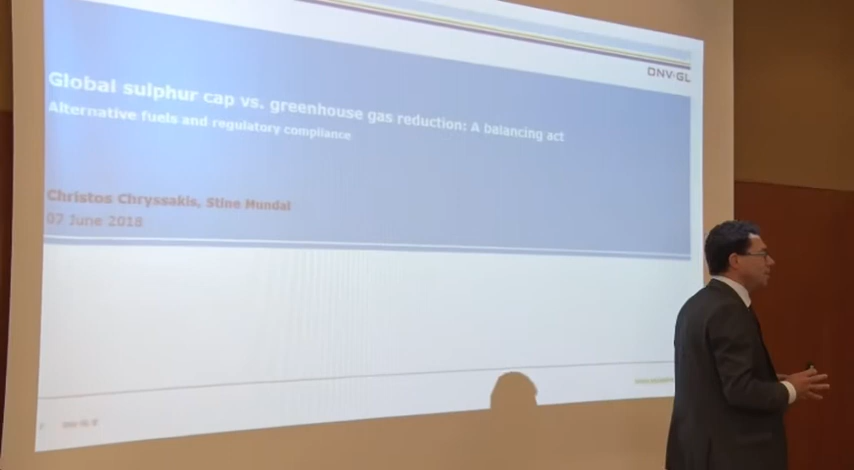 DNV·GL
Global sulphur cap vs. greenhouse gas reduction: A balancing act
Alternative fuels and regulatory compliance
Christos Chryssakis, Stine Mundal
07 June 2018